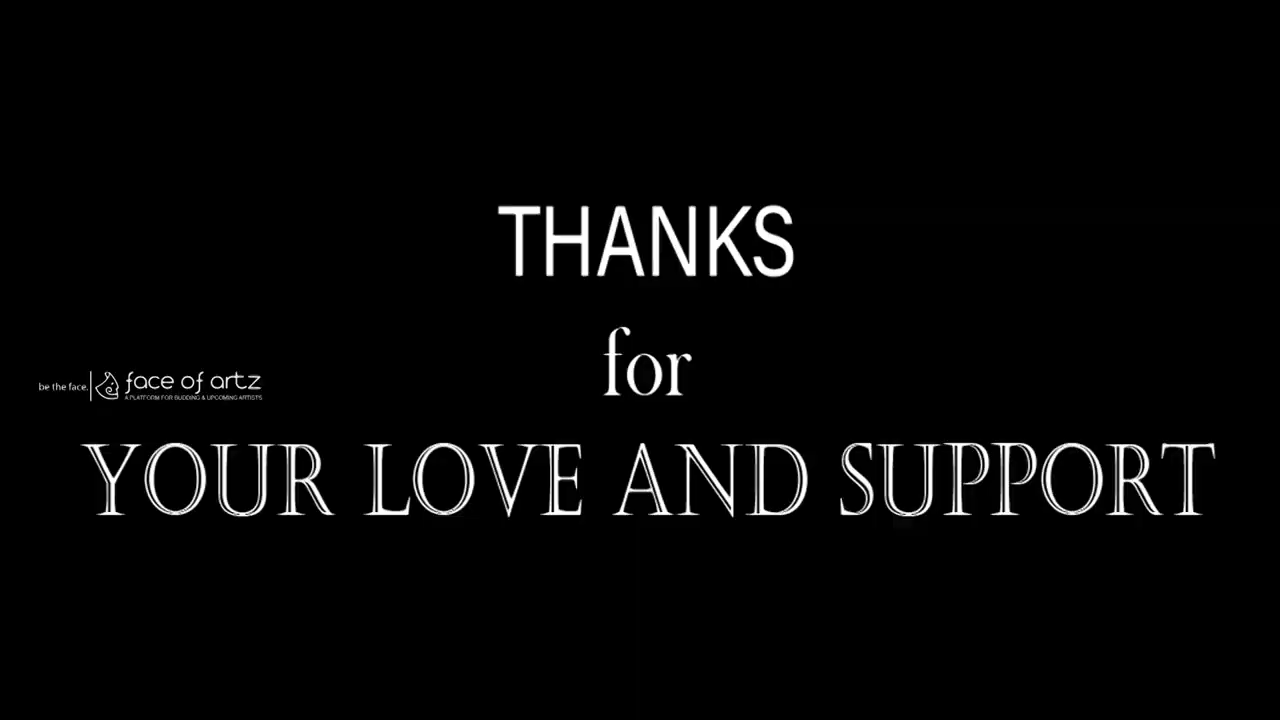 THANKS
for
be the face. face of artz
A PLATFORM FOR BUDDING & UPCOMING ARTISTS
YOUR LOVE AND SUPPORT